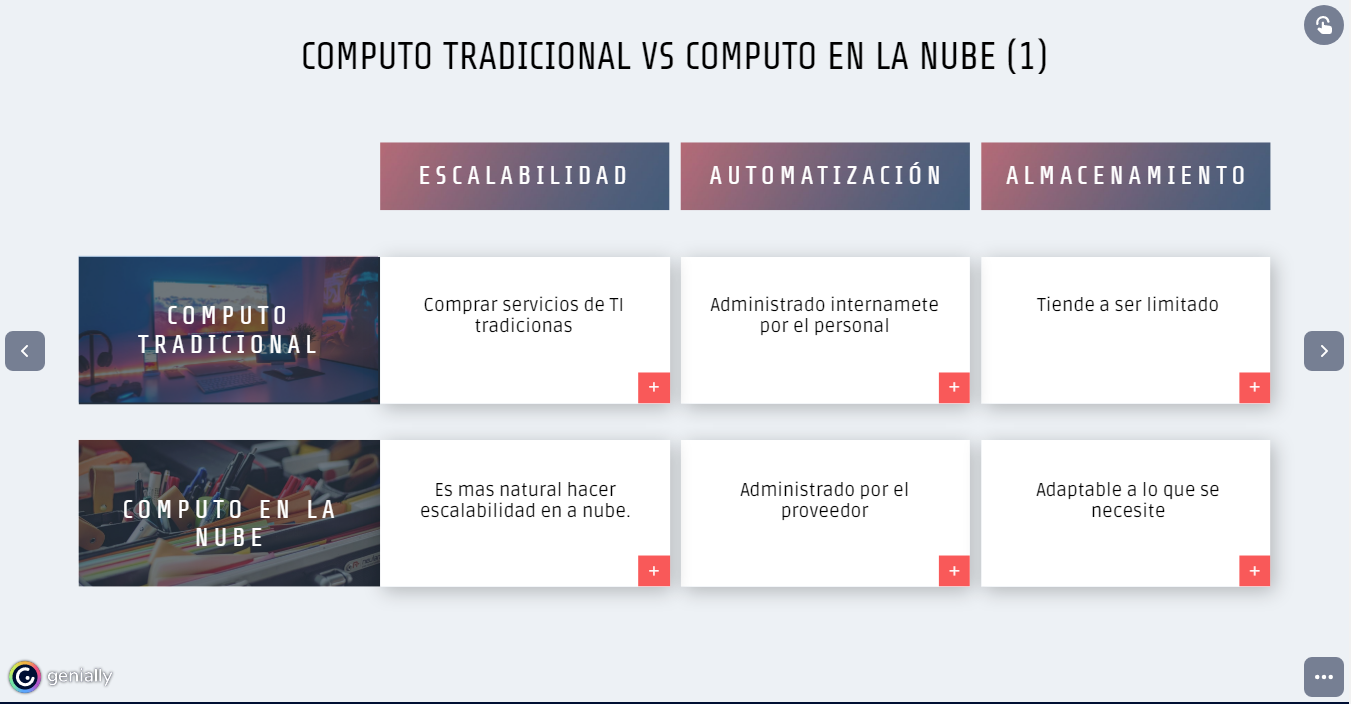 COMPUTO TRADICIONAL VS COMPUTO EN LA NUBE (1)
ESCALABILIDAD
AUTOMATIZACIÓN
ALMACENAMIENTO
COMPUTO
TRADICIONAL
Comprar servicios de TI
tradicionas
Administrado internamete
por el personal
Tiende a ser limitado
+
+
+
COMPUTO EN LA
NUBE
Es mas natural hacer
escalabilidad en a nube.
Administrado por el
proveedor
Adaptable a lo que se
necesite
+
+
+
genially